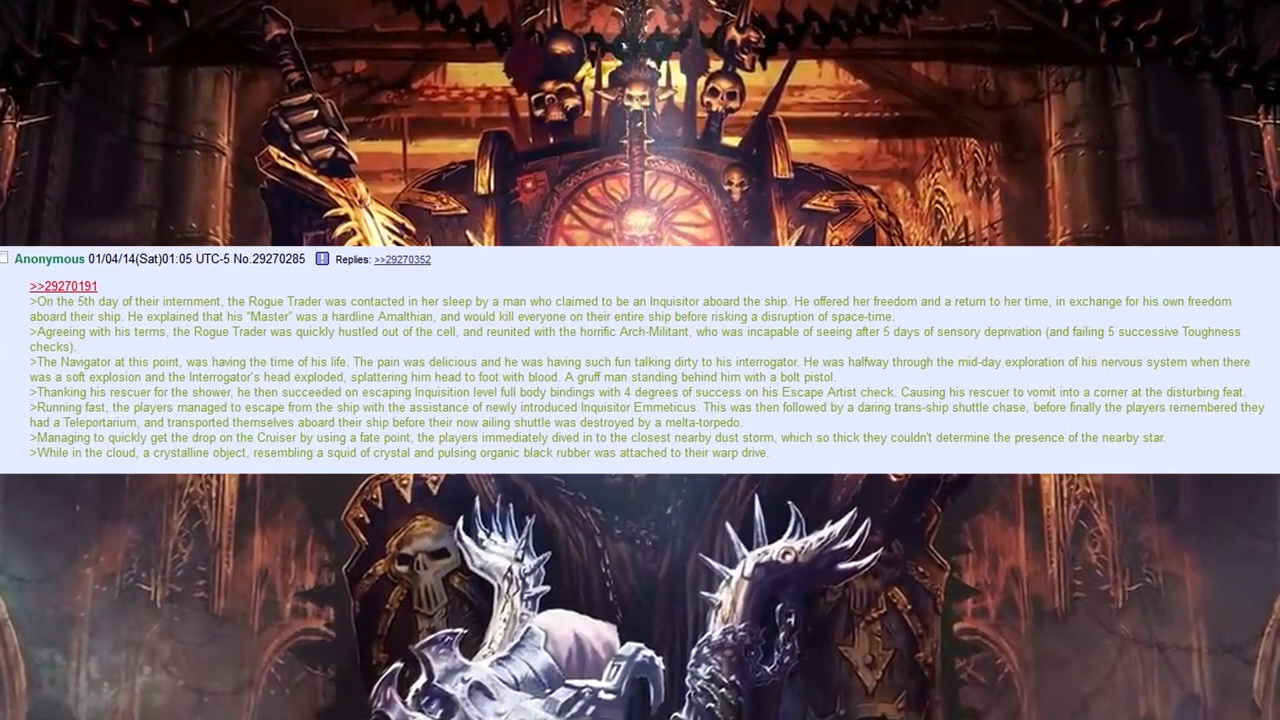 Anonymous 01/04/14(Sat)01:05 UTC-5 No.29270285 Replies: >>29270352
>>29270191
>On the 5th day of their internment, the Rogue Trader was contacted in her sleep by a man who claimed to be an Inquisitor aboard the ship. He offered her freedom and a return to her time, in exchange for his own freedom
aboard their ship. He explained that his “Master” was a hardline Amalthian, and would kill everyone on their entire ship before risking a disruption of space-time.
>Agreeing with his terms, the Rogue Trader was quickly hustled out of the cell, and reunited with the horrific Arch-Militant, who was incapable of seeing after 5 days of sensory deprivation (and failing 5 successive Toughness
checks).
>The Navigator at this point, was having the time of his life. The pain was delicious and he was having such fun talking dirty to his interrogator. He was halfway through the mid-day exploration of his nervous system when there
was a soft explosion and the Interrogator’s head exploded, splattering him head to foot with blood. A gruff man standing behind him with a bolt pistol.
>Thanking his rescuer for the shower, he then succeeded on escaping Inquisition level full body bindings with 4 degrees of success on his Escape Artist check. Causing his rescuer to vomit into a corner at the disturbing feat.
>Running fast, the players managed to escape from the ship with the assistance of newly introduced Inquisitor Emmeticus. This was then followed by a daring trans-ship shuttle chase, before finally the players remembered they
had a Teleportarium, and transported themselves aboard their ship before their now ailing shuttle was destroyed by a melta-torpedo.
>Managing to quickly get the drop on the Cruiser by using a fate point, the players immediately dived in to the closest nearby dust storm, which so thick they couldn't determine the presence of the nearby star.
>While in the cloud, a crystalline object, resembling a squid of crystal and pulsing organic black rubber was attached to their warp drive.